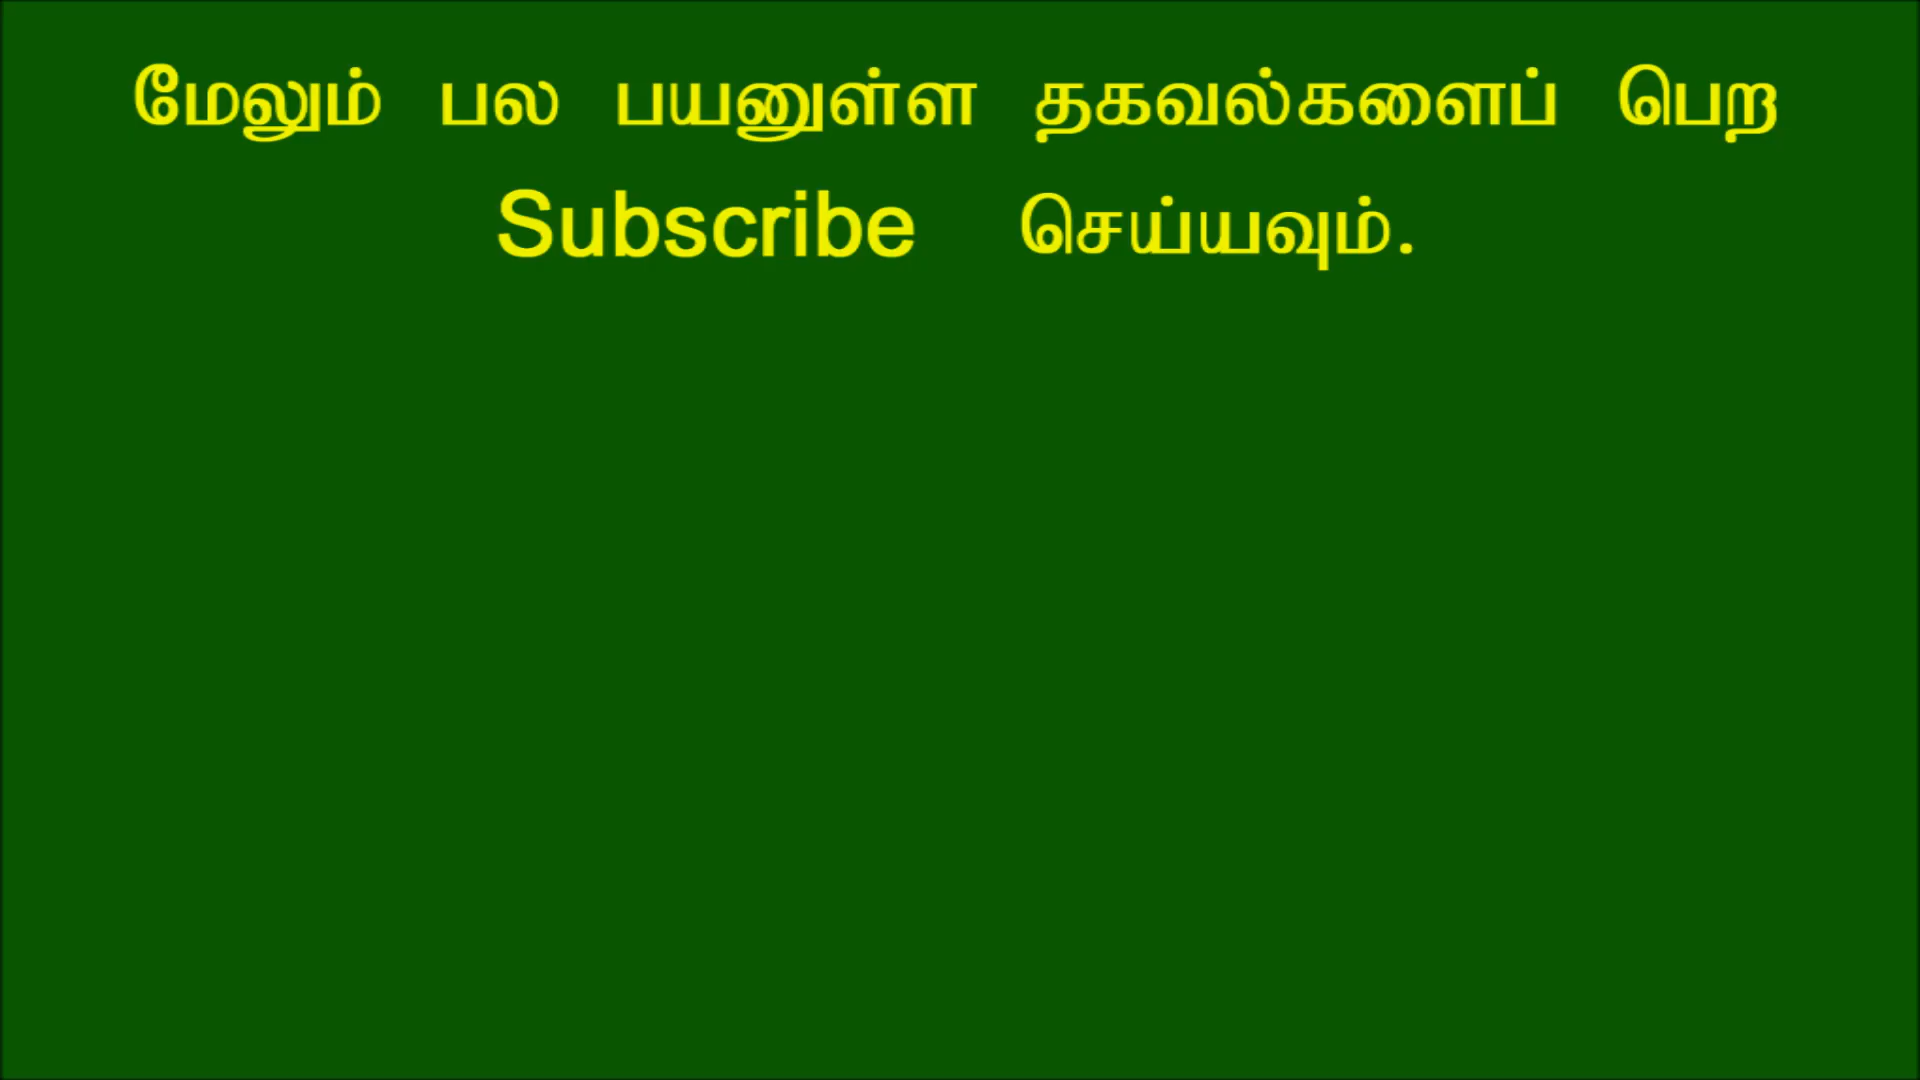 மேலும் பல பயனுள்ள தகவல்களைப் பெற
Subscribe செய்யவும்.